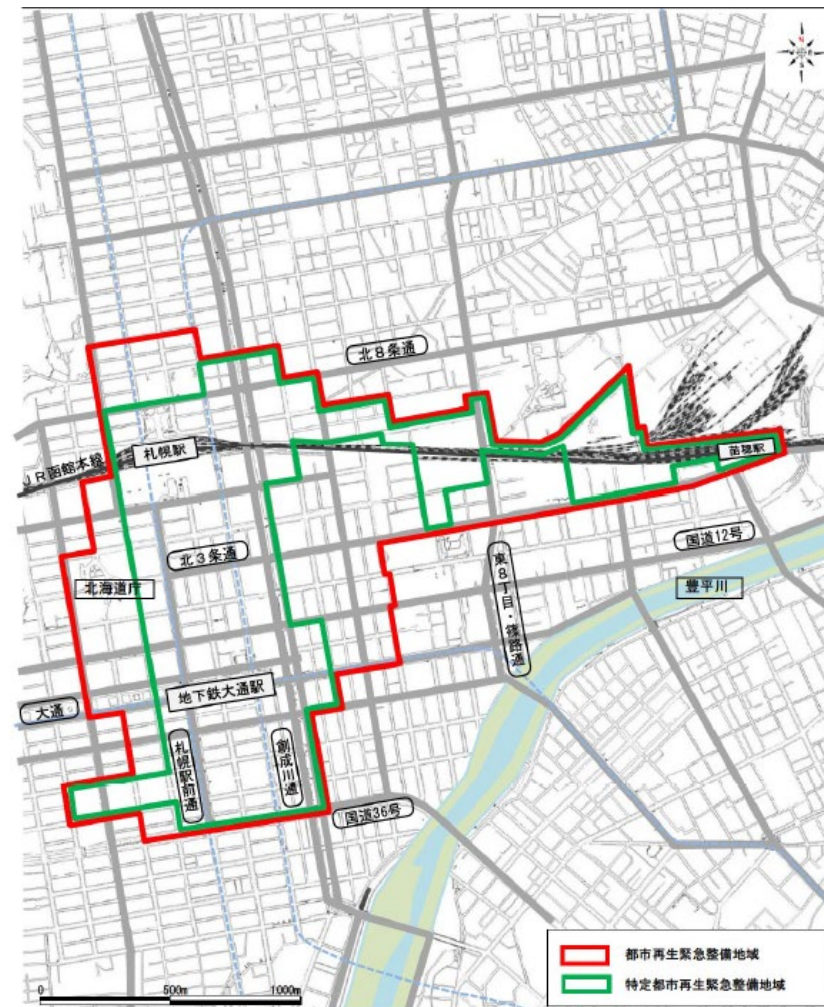 N
S
北8条通
JR函館本線
札幌駅
苗穂駅
国道12号
北3条通
北海道庁
東8丁目・篠路通
豊平川
地下鉄大通駅
大通
札幌駅前通
創成川通
国道36号
都市再生緊急整備地域
特定都市再生緊急整備地域
0 500m 1000m